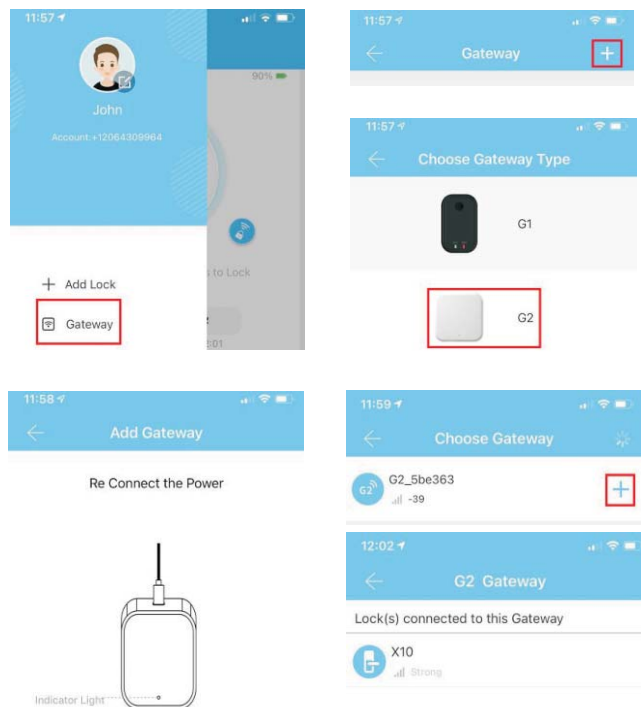 11:57
John
Account:+12064309964
90%
s to Lock
:01
+ Add Lock
Gateway
11:57
Gateway
11:57
Choose Gateway Type
G1
G2
11:58
Add Gateway
Re Connect the Power
Indicator Light
11:59
Choose Gateway
G2
G2_5be363
-39
12:02
G2 Gateway
Lock(s) connected to this Gateway
X10
Strong